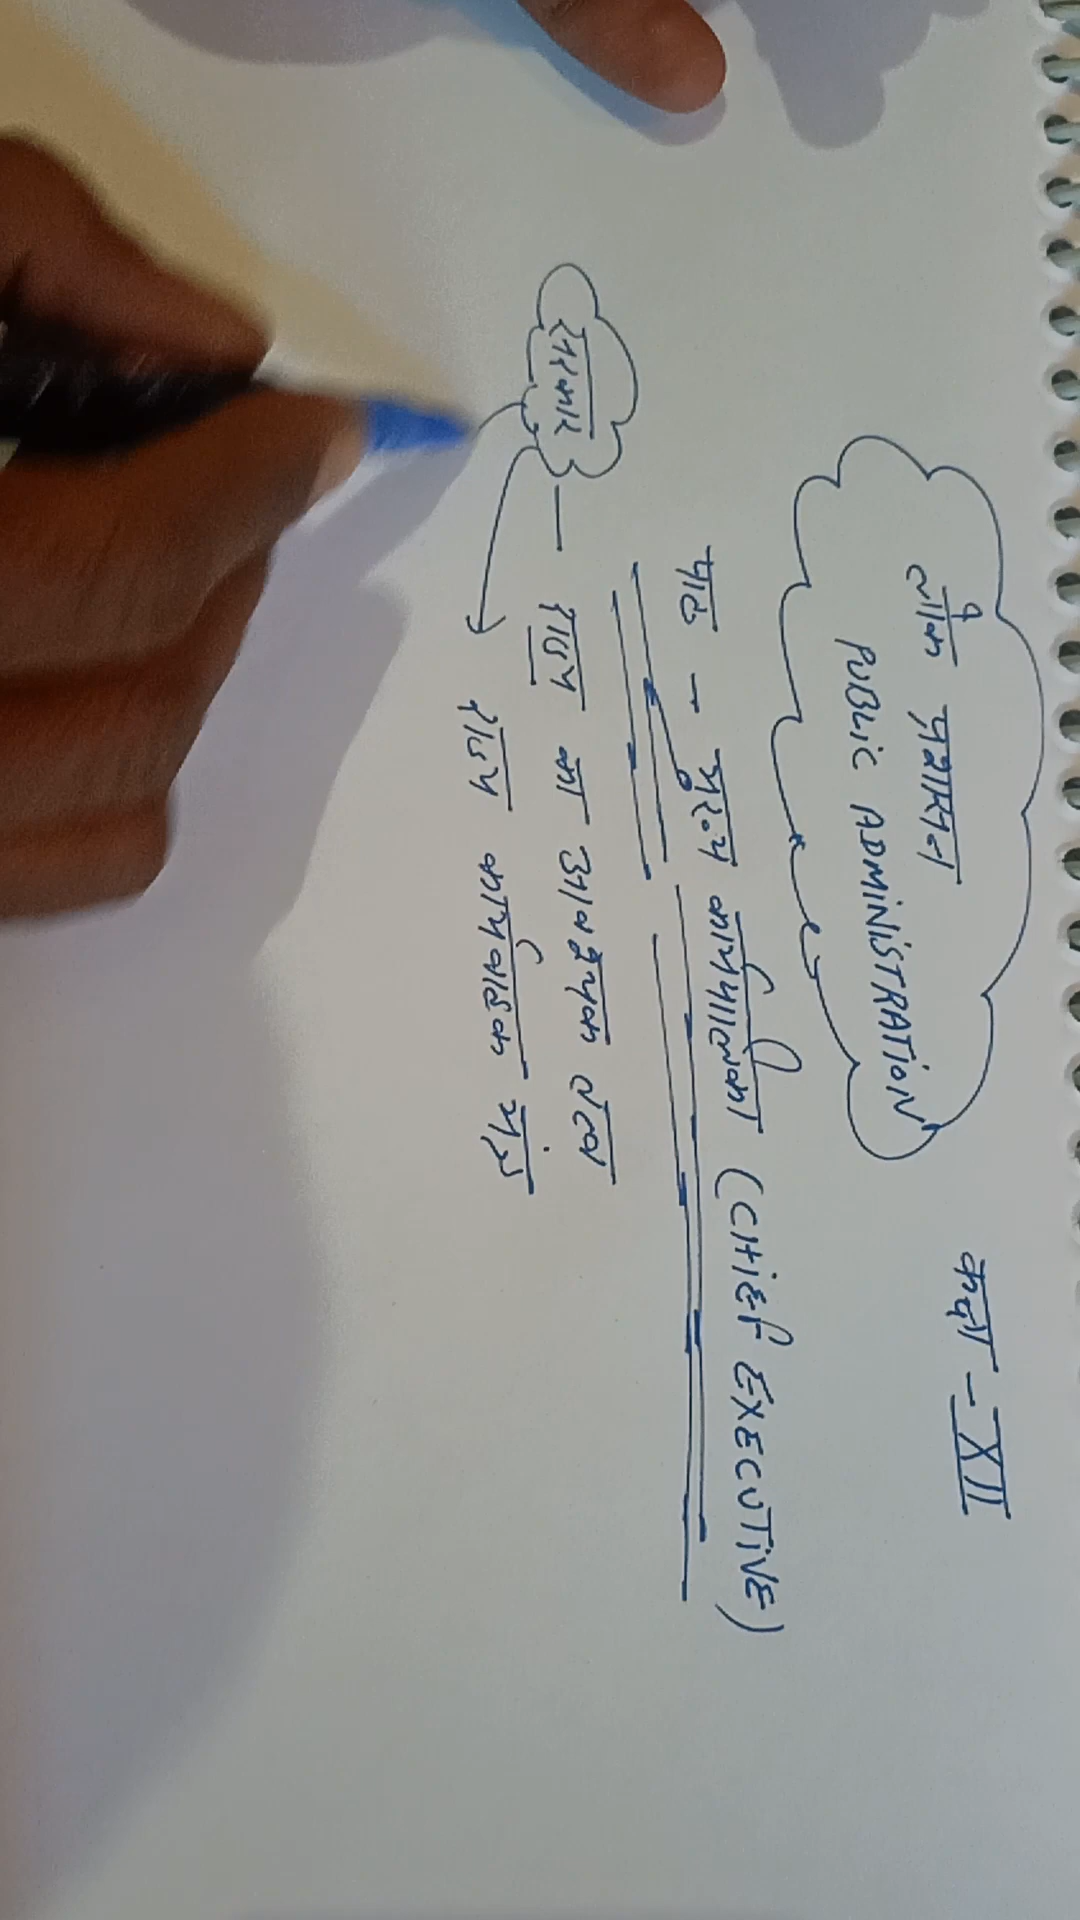 कक्षा - XII
लोक प्रशासन
PUBLIC ADMINISTRATION
पाठ - मुख्य कार्यपालिका (CHIEF EXECUTIVE)
सरकार — राज्य का आवश्यक तत्व
राज्य कार्यवाहक यंत्र